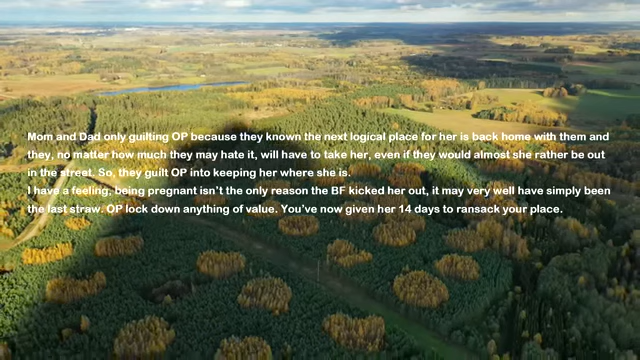 Mom and Dad only guilting OP because they known the next logical place for her is back home with them and
they, no matter how much they may hate it, will have to take her, even if they would almost she rather be out
in the street. So, they guilt OP into keeping her where she is.
I have a feeling, being pregnant isn't the only reason the BF kicked her out, it may very well have simply been
the last straw. OP lock down anything of value. You've now given her 14 days to ransack your place.